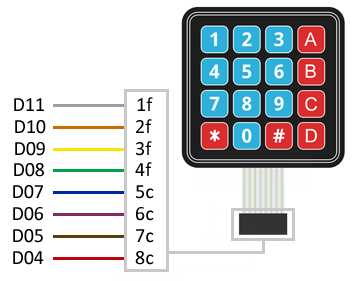 1 2 3 A
4 5 6 B
7 8 9 C
* 0 # D
D11 1f
D10 2f
D09 3f
D08 4f
D07 5c
D06 6c
D05 7c
D04 8c